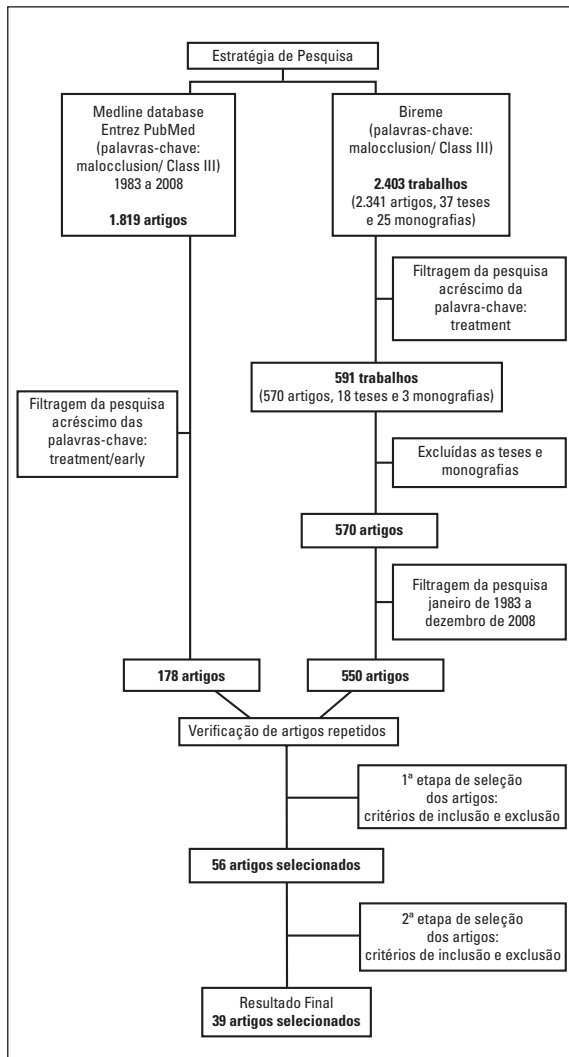 Estratégia de Pesquisa
Medline database
Entrez PubMed
(palavras-chave:
malocclusion/ Class III)
1983 a 2008
1.819 artigos
Bireme
(palavras-chave:
malocclusion/ Class III)
2.403 trabalhos
(2.341 artigos, 37 teses
e 25 monografias)
Filtragem da pesquisa
acréscimo da
palavra-chave:
treatment
591 trabalhos
(570 artigos, 18 teses e 3 monografias)
Filtragem da pesquisa
acréscimo das
palavras-chave:
treatment/early
Excluídas as teses e
monografias
570 artigos
Filtragem da pesquisa
janeiro de 1983 a
dezembro de 2008
178 artigos
550 artigos
Verificação de artigos repetidos
1ª etapa de seleção
dos artigos:
critérios de inclusão e exclusão
56 artigos selecionados
2ª etapa de seleção
dos artigos:
critérios de inclusão e exclusão
Resultado Final
39 artigos selecionados